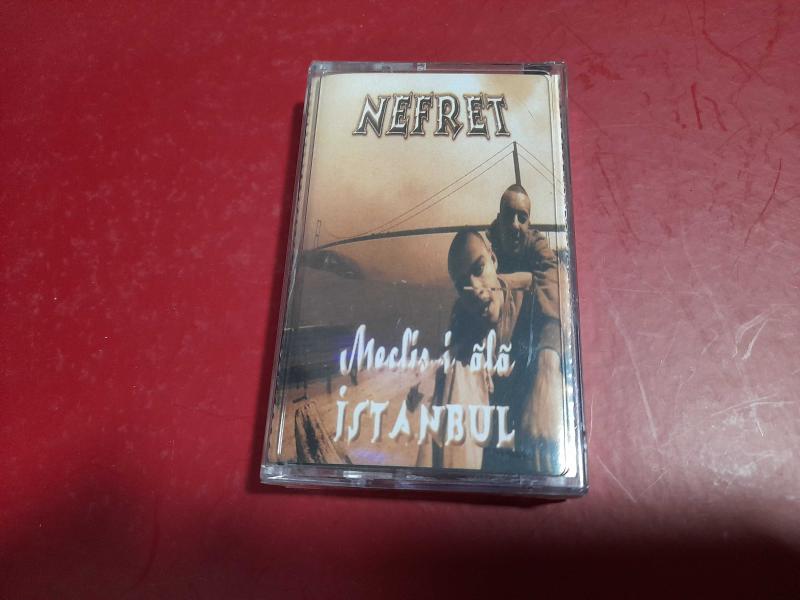 NEFRET
Meclis-i âlâ
İSTANBUL